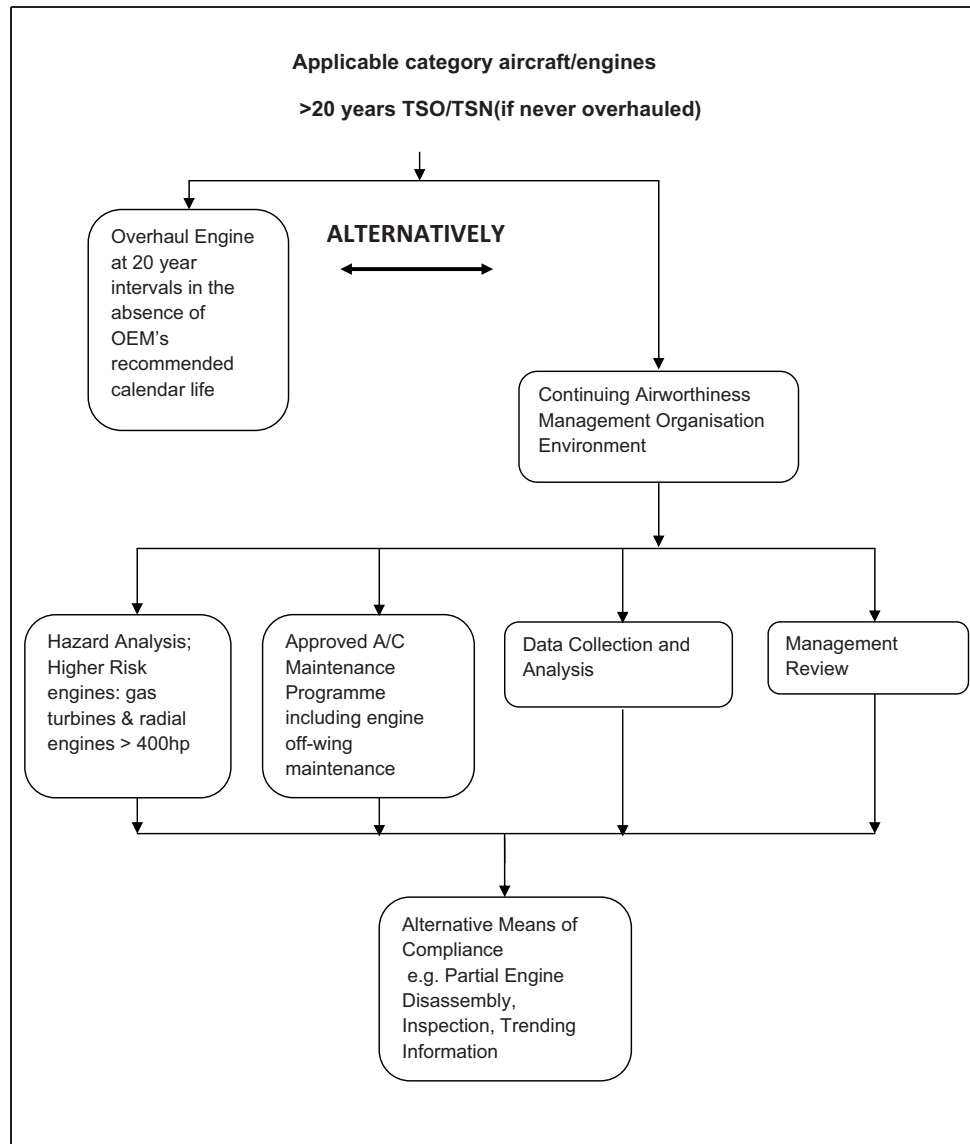 Applicable category aircraft/engines
>20 years TSO/TSN(if never overhauled)
Overhaul Engine
at 20 year
intervals in the
absence of
OEM’s
recommended
calendar life
ALTERNATIVELY
Continuing Airworthiness
Management Organisation
Environment
Hazard Analysis;
Higher Risk
engines: gas
turbines & radial
engines > 400hp
Approved A/C
Maintenance
Programme
including engine
off-wing
maintenance
Data Collection and
Analysis
Management
Review
Alternative Means of
Compliance
e.g. Partial Engine
Disassembly,
Inspection, Trending
Information